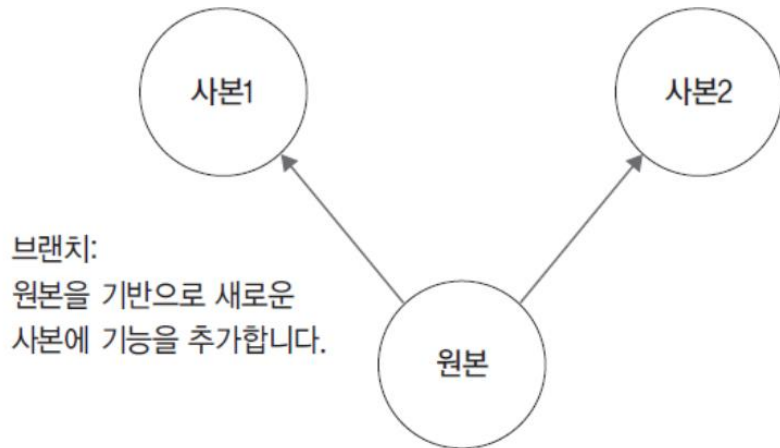 사본1
사본2
브랜치:
원본을 기반으로 새로운
사본에 기능을 추가합니다.
원본